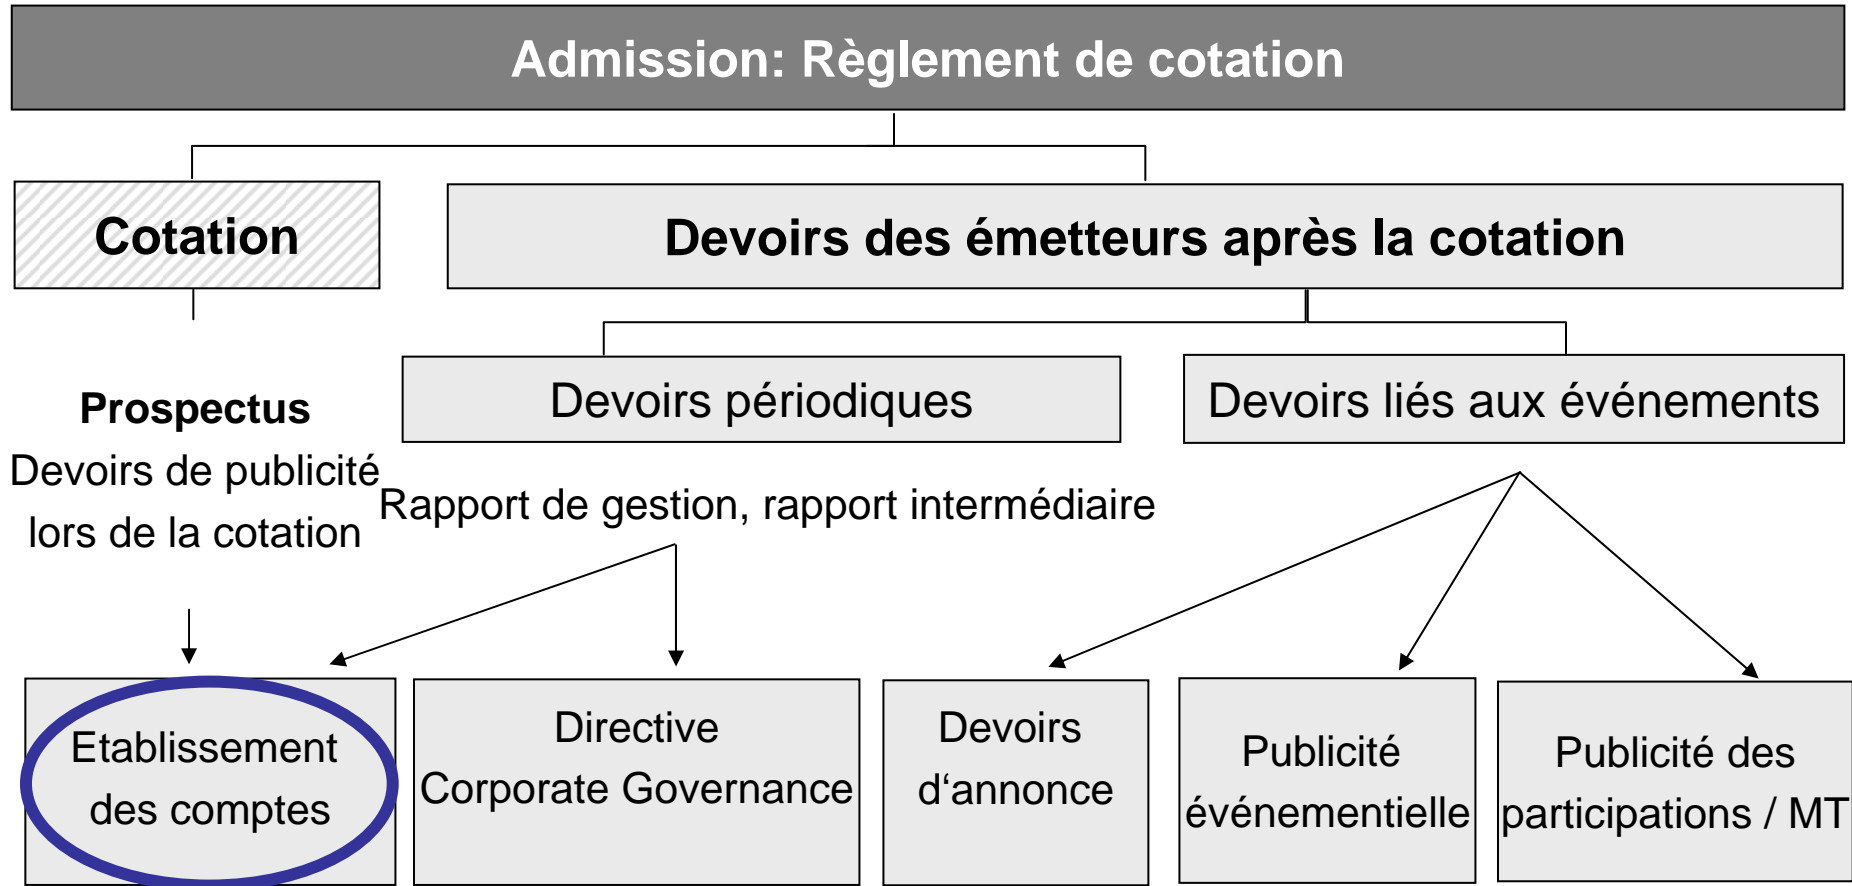 Admission: Règlement de cotation
Cotation
Devoirs des émetteurs après la cotation
Prospectus
Devoirs de publicité
lors de la cotation
Devoirs périodiques
Devoirs liés aux événements
Rapport de gestion, rapport intermédiaire
Etablissement
des comptes
Directive
Corporate Governance
Devoirs
d‘annonce
Publicité
événementielle
Publicité des
participations / MT